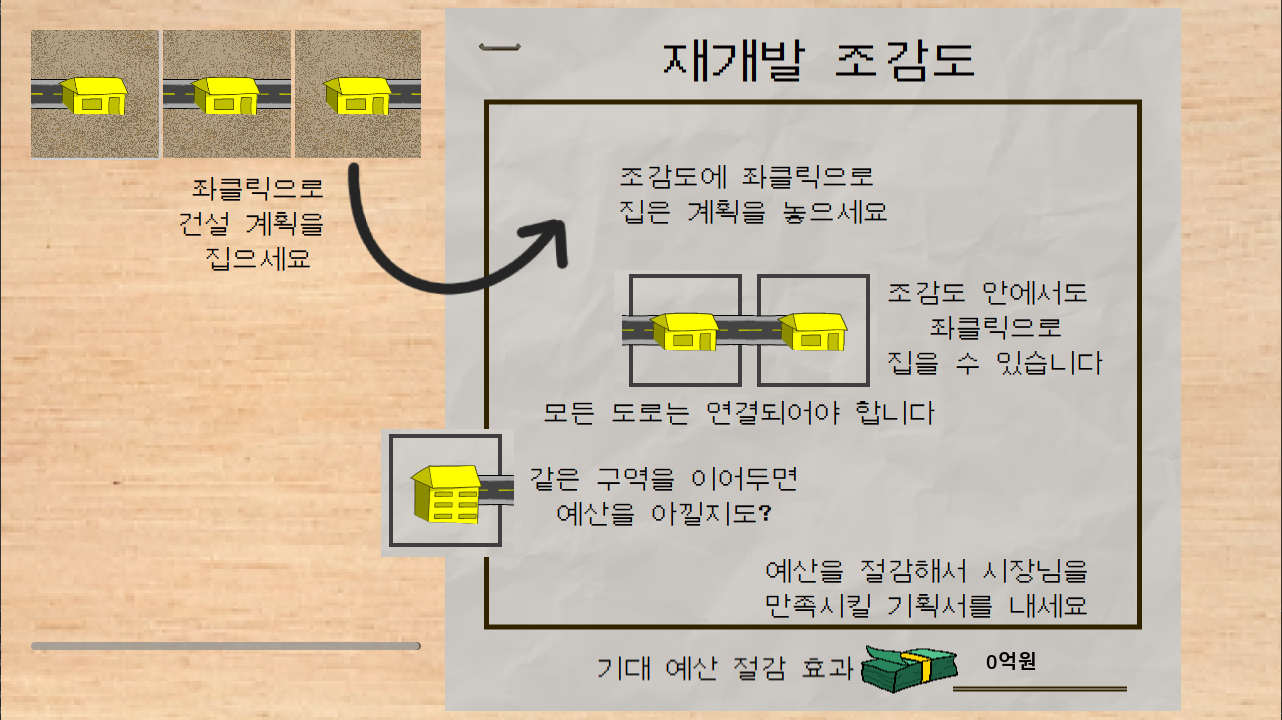 재개발 조감도
좌클릭으로
건설 계획을
집으세요
조감도에 좌클릭으로
집은 계획을 놓으세요
조감도 안에서도
좌클릭으로
집을 수 있습니다
모든 도로는 연결되어야 합니다
같은 구역을 이어두면
예산을 아낄지도?
예산을 절감해서 시장님을
만족시킬 기획서를 내세요
기대 예산 절감 효과
0억원